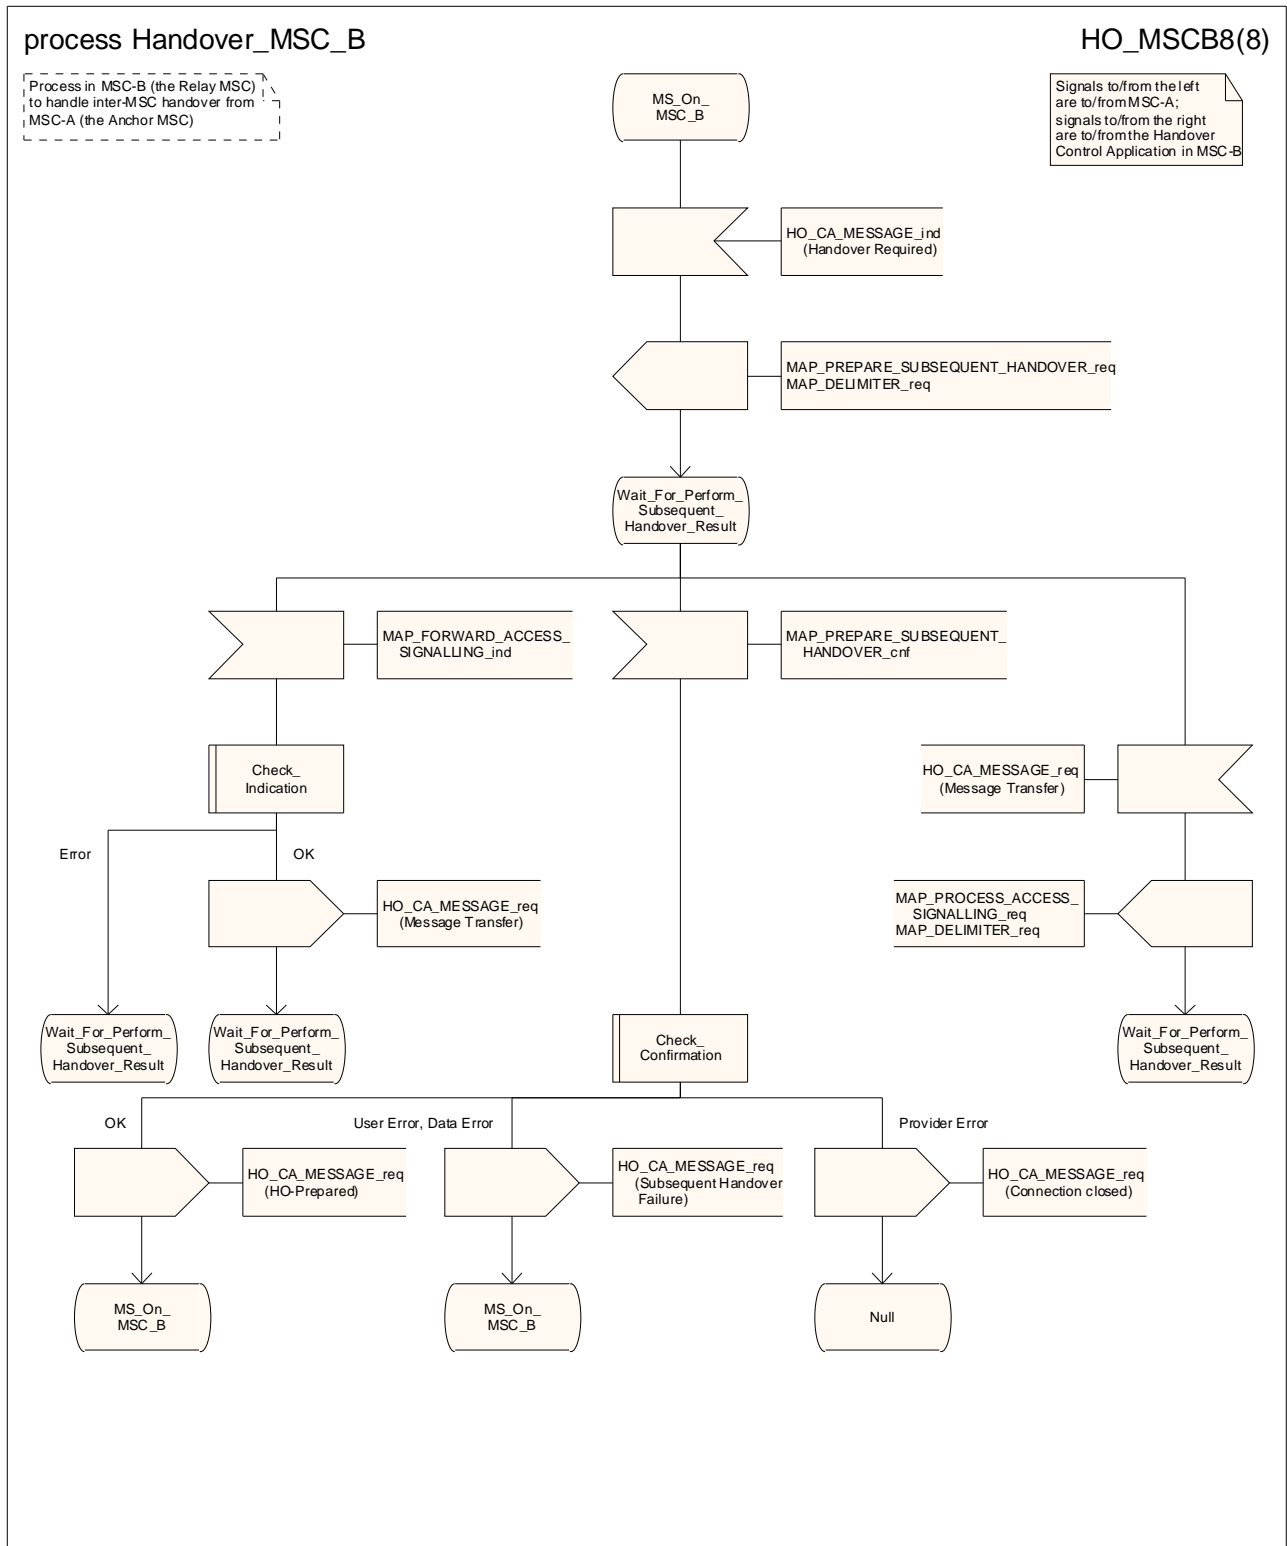 process Handover_MSC_B
HO_MSCB8(8)
Process in MSC-B (the Relay MSC)
to handle inter-MSC handover from
MSC-A (the Anchor MSC)
MS_On_
MSC_B
Signals to/from the left
are to/from MSC-A;
signals to/from the right
are to/from the Handover
Control Application in MSC-B
HO_CA_MESSAGE_ind
(Handover Required)
MAP_PREPARE_SUBSEQUENT_HANDOVER_req
MAP_DELIMITER_req
Wait_For_Perform_
Subsequent_
Handover_Result
MAP_FORWARD_ACCESS_
SIGNALLING_ind
MAP_PREPARE_SUBSEQUENT_
HANDOVER_cnf
Check_
Indication
HO_CA_MESSAGE_req
(Message Transfer)
Error
OK
HO_CA_MESSAGE_req
(Message Transfer)
MAP_PROCESS_ACCESS_
SIGNALLING_req
MAP_DELIMITER_req
Wait_For_Perform_
Subsequent_
Handover_Result
Wait_For_Perform_
Subsequent_
Handover_Result
Check_
Confirmation
Wait_For_Perform_
Subsequent_
Handover_Result
OK
User Error, Data Error
Provider Error
HO_CA_MESSAGE_req
(HO-Prepared)
HO_CA_MESSAGE_req
(Subsequent Handover
Failure)
HO_CA_MESSAGE_req
(Connection closed)
MS_On_
MSC_B
MS_On_
MSC_B
Null